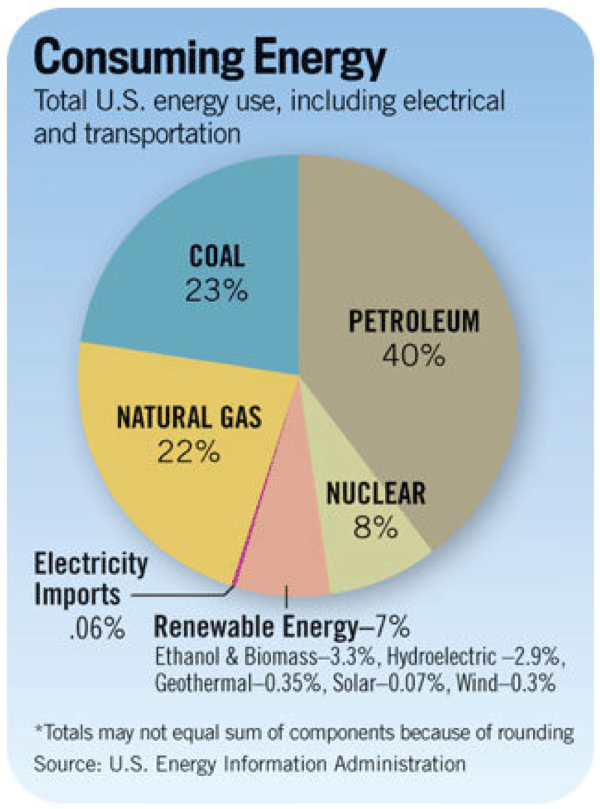 Consuming Energy
Total U.S. energy use, including electrical
and transportation
COAL
23%
PETROLEUM
40%
NATURAL GAS
22%
NUCLEAR
8%
Electricity
Imports
.06%
Renewable Energy–7%
Ethanol & Biomass–3.3%, Hydroelectric –2.9%,
Geothermal–0.35%, Solar–0.07%, Wind–0.3%
*Totals may not equal sum of components because of rounding
Source: U.S. Energy Information Administration